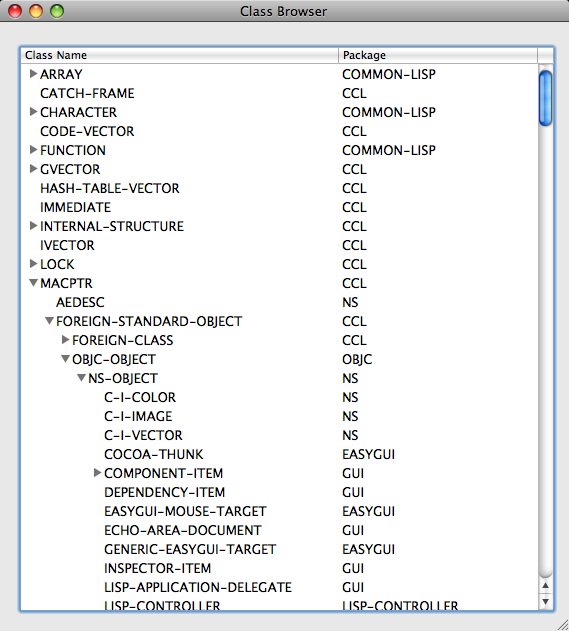 Class Browser
Class Name Package
ARRAY COMMON-LISP
CATCH-FRAME CCL
CHARACTER COMMON-LISP
CODE-VECTOR CCL
FUNCTION COMMON-LISP
GVECTOR CCL
HASH-TABLE-VECTOR CCL
IMMEDIATE CCL
INTERNAL-STRUCTURE CCL
IVECTOR CCL
LOCK CCL
MACPTR CCL
AEDESC NS
FOREIGN-STANDARD-OBJECT CCL
FOREIGN-CLASS CCL
OBJC-OBJECT OBJC
NS-OBJECT NS
C-I-COLOR NS
C-I-IMAGE NS
C-I-VECTOR NS
COCOA-THUNK EASYGUI
COMPONENT-ITEM GUI
DEPENDENCY-ITEM GUI
EASYGUI-MOUSE-TARGET EASYGUI
ECHO-AREA-DOCUMENT GUI
GENERIC-EASYGUI-TARGET EASYGUI
INSPECTOR-ITEM GUI
LISP-APPLICATION-DELEGATE GUI
LISP-CONTROLLER LISP-CONTROLLER